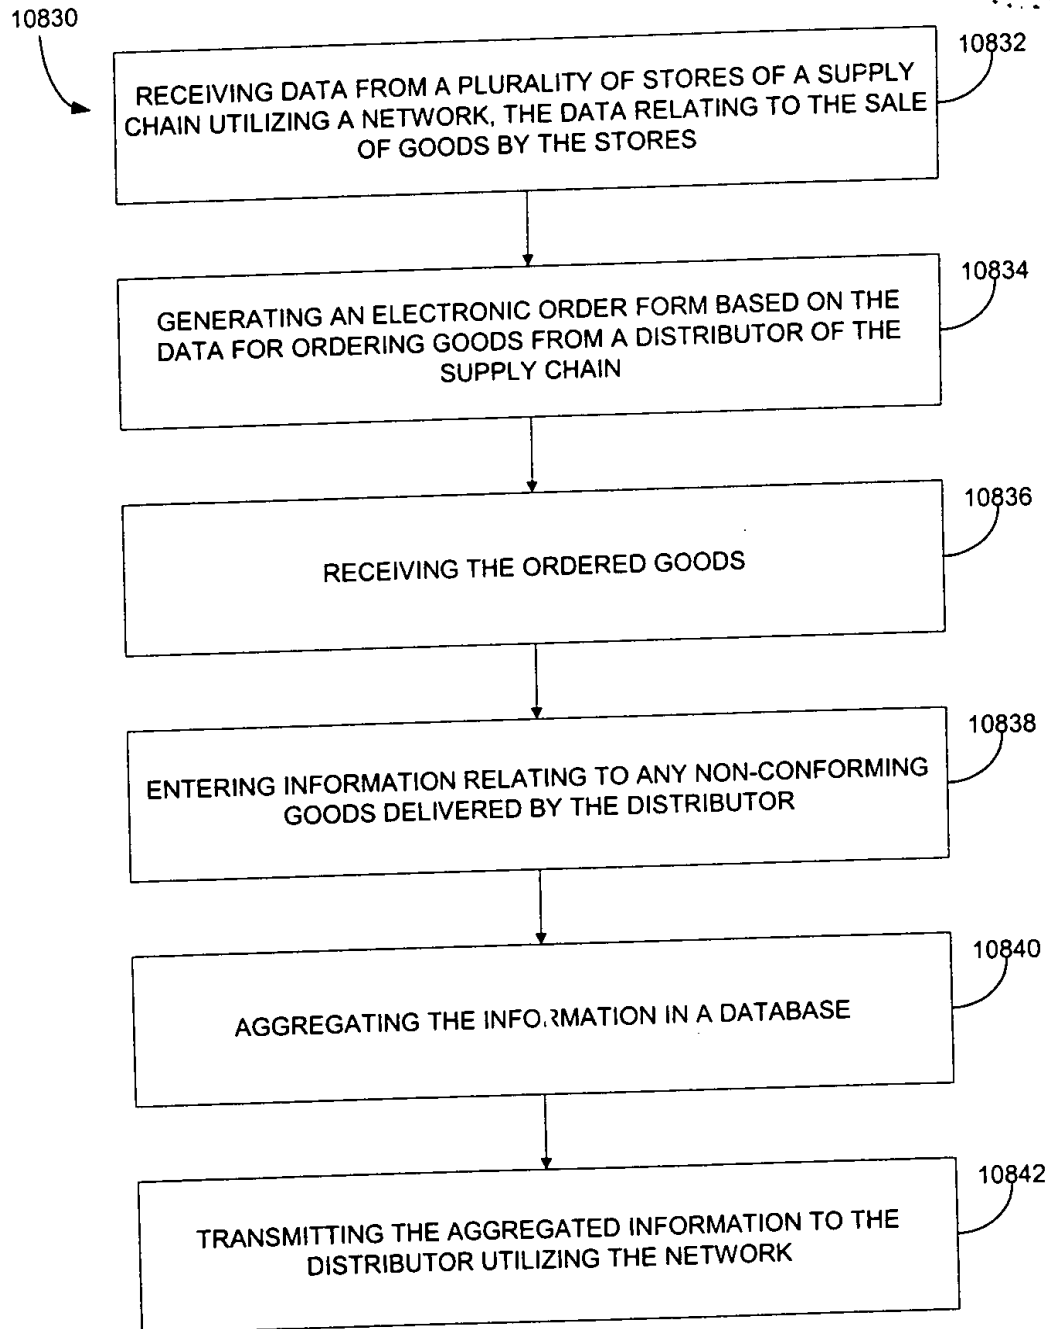 10830
10832
RECEIVING DATA FROM A PLURALITY OF STORES OF A SUPPLY
CHAIN UTILIZING A NETWORK, THE DATA RELATING TO THE SALE
OF GOODS BY THE STORES
10834
GENERATING AN ELECTRONIC ORDER FORM BASED ON THE
DATA FOR ORDERING GOODS FROM A DISTRIBUTOR OF THE
SUPPLY CHAIN
10836
RECEIVING THE ORDERED GOODS
10838
ENTERING INFORMATION RELATING TO ANY NON-CONFORMING
GOODS DELIVERED BY THE DISTRIBUTOR
10840
AGGREGATING THE INFORMATION IN A DATABASE
10842
TRANSMITTING THE AGGREGATED INFORMATION TO THE
DISTRIBUTOR UTILIZING THE NETWORK